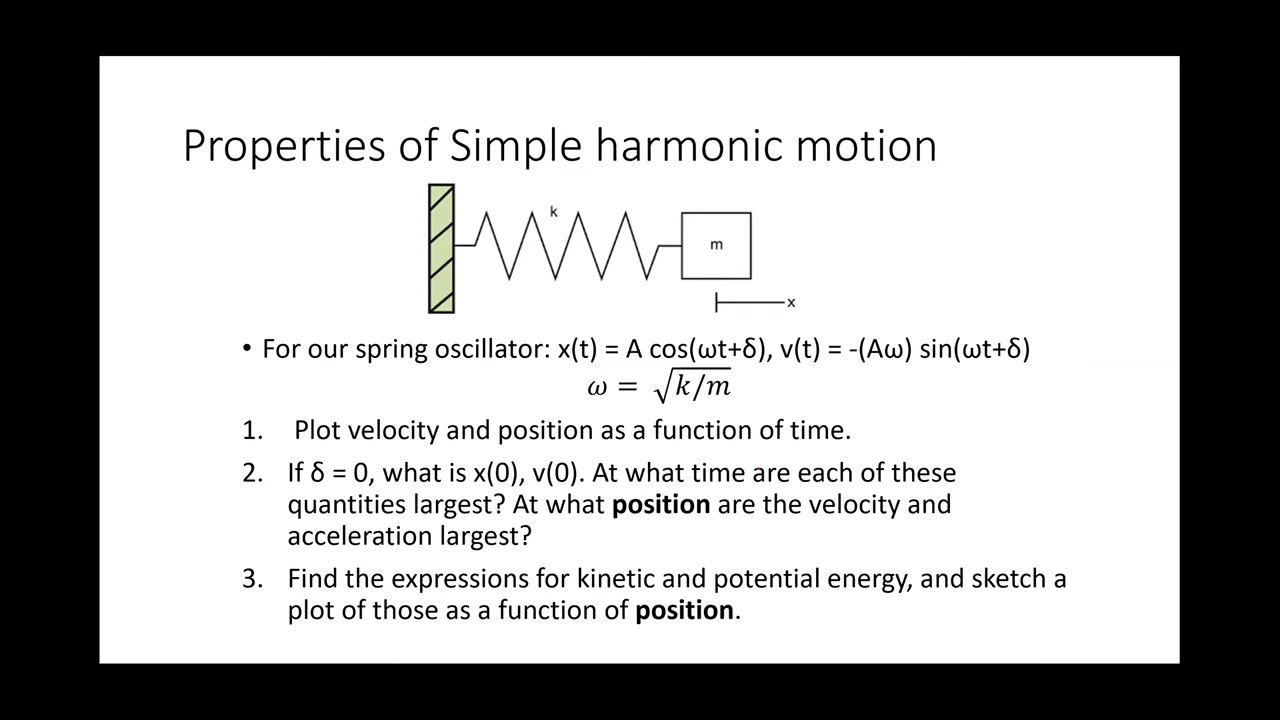 Properties of Simple harmonic motion
k
m
x
• For our spring oscillator: x(t) = A cos(ωt+δ), v(t) = -(Aω) sin(ωt+δ)
ω = √k/m
1. Plot velocity and position as a function of time.
2. If δ = 0, what is x(0), v(0). At what time are each of these
quantities largest? At what position are the velocity and
acceleration largest?
3. Find the expressions for kinetic and potential energy, and sketch a
plot of those as a function of position.